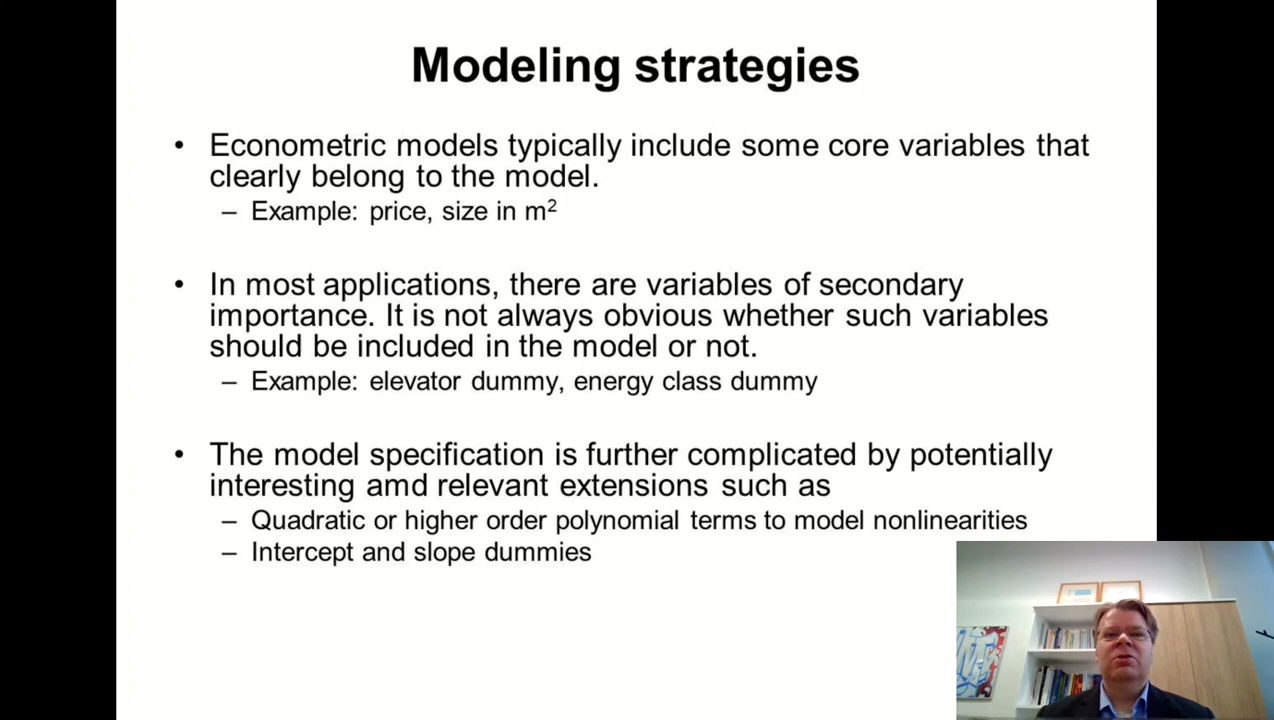 Modeling strategies
• Econometric models typically include some core variables that
clearly belong to the model.
– Example: price, size in m²
• In most applications, there are variables of secondary
importance. It is not always obvious whether such variables
should be included in the model or not.
– Example: elevator dummy, energy class dummy
• The model specification is further complicated by potentially
interesting amd relevant extensions such as
– Quadratic or higher order polynomial terms to model nonlinearities
– Intercept and slope dummies